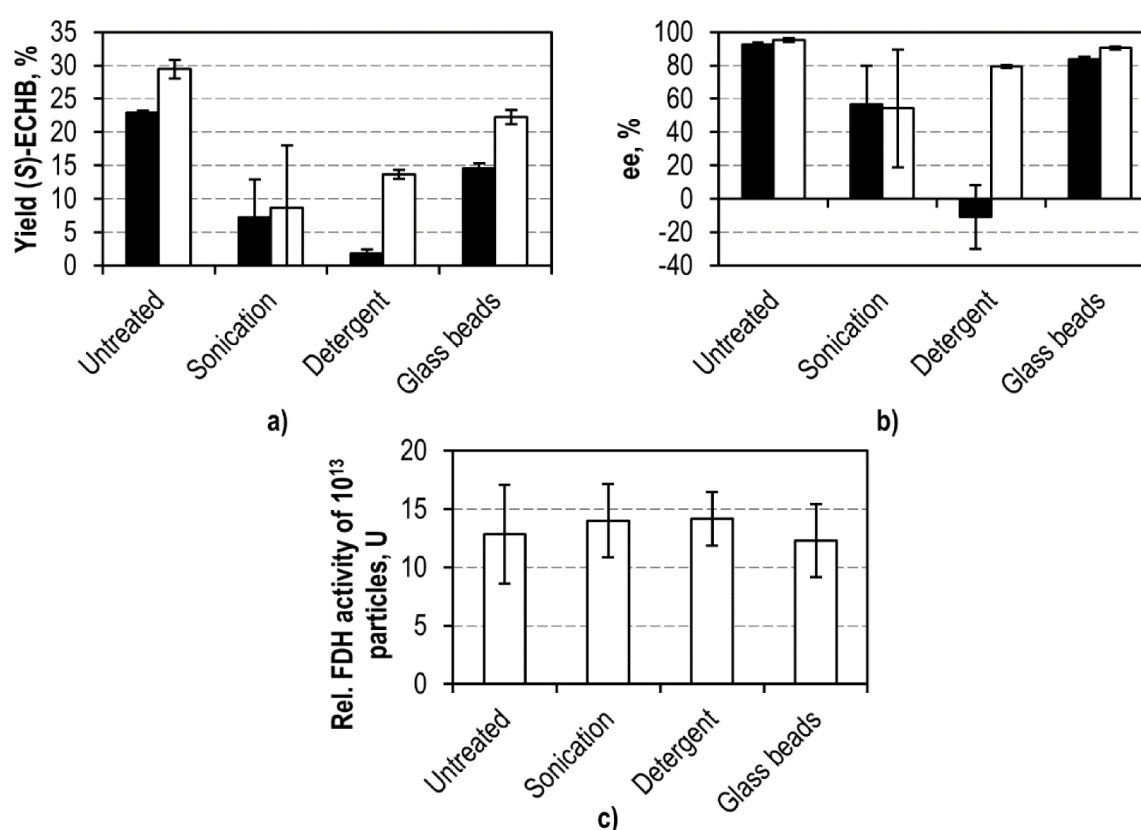 Yield (S)-ECHB, %
35
30
25
20
15
10
5
0
Untreated
Sonication
Detergent
Glass beads
a)
ee, %
100
80
60
40
20
0
-20
-40
Untreated
Sonication
Detergent
Glass beads
b)
Rel. FDH activity of 10¹³
particles, U
20
15
10
5
0
Untreated
Sonication
Detergent
Glass beads
c)